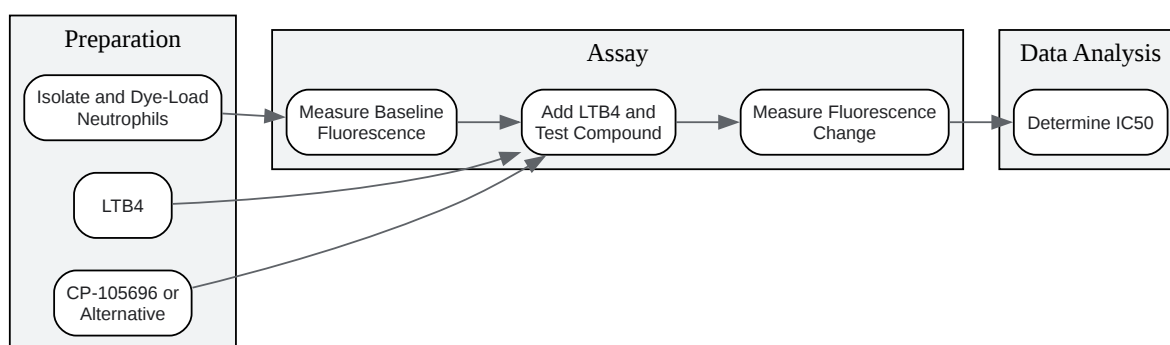 Preparation
Isolate and Dye-Load
Neutrophils
LTB4
CP-105696 or
Alternative
Assay
Measure Baseline
Fluorescence
Add LTB4 and
Test Compound
Measure Fluorescence
Change
Data Analysis
Determine IC50